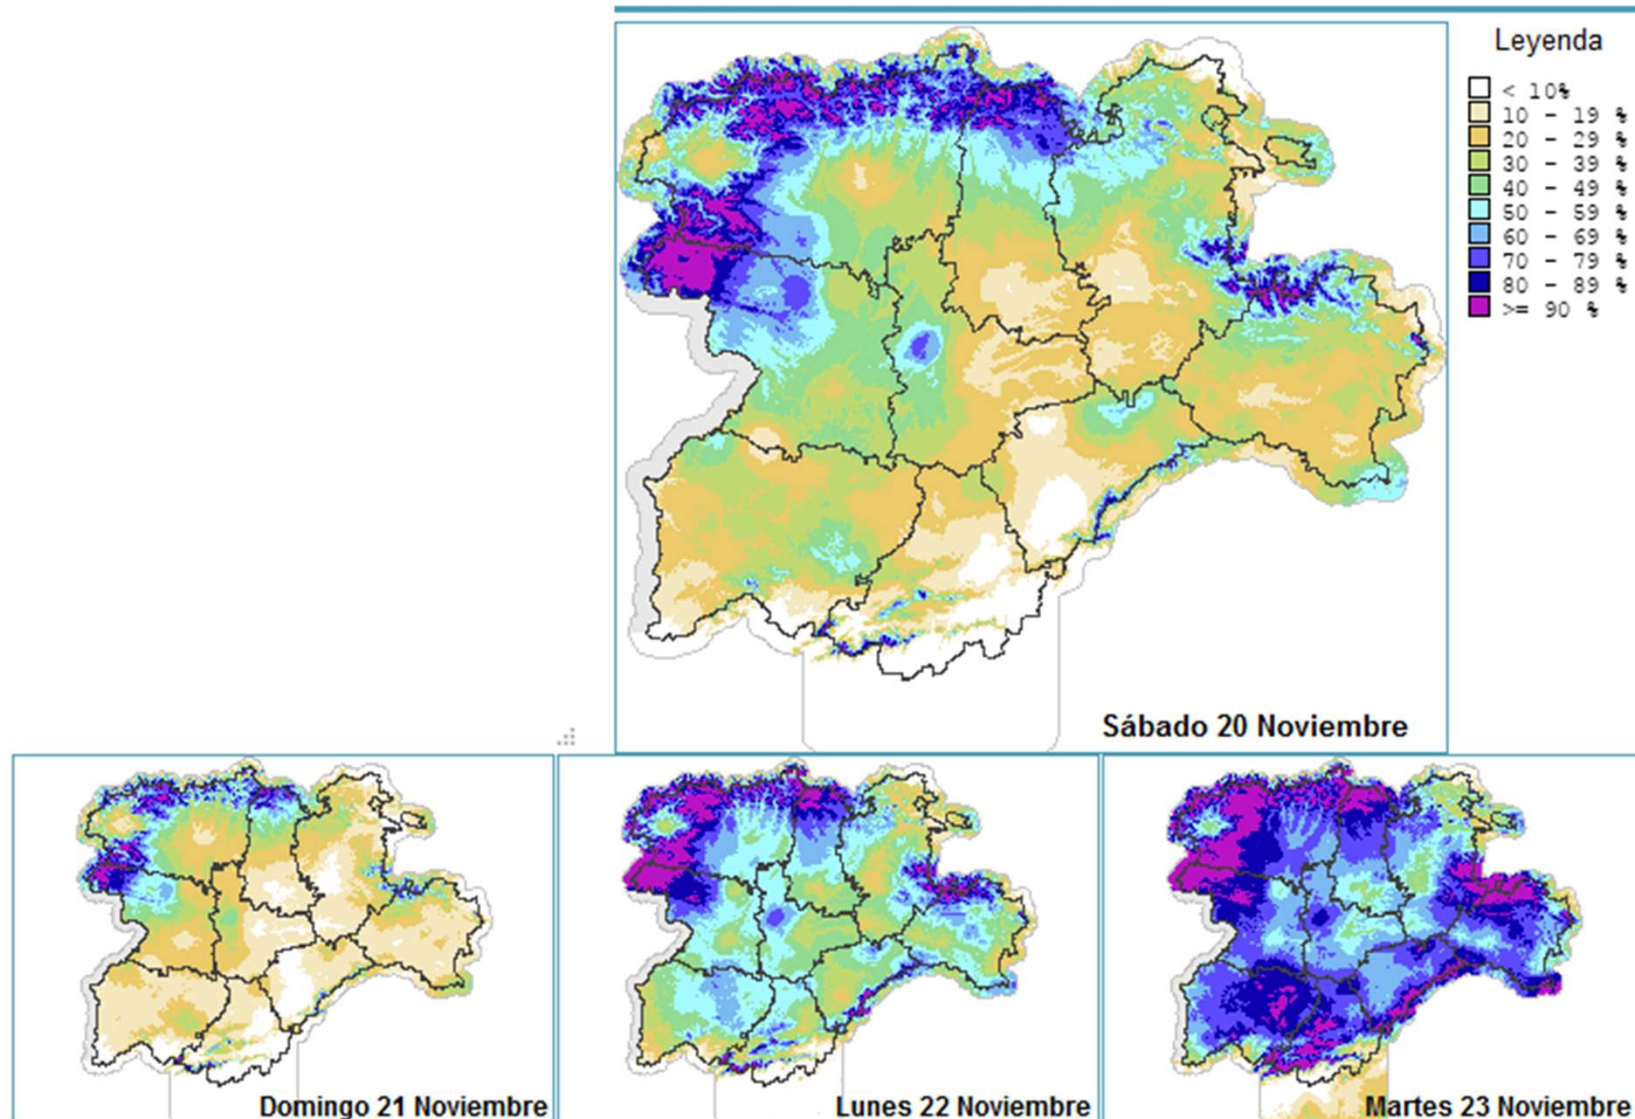 Leyenda
< 10%
10 - 19 %
20 - 29 %
30 - 39 %
40 - 49 %
50 - 59 %
60 - 69 %
70 - 79 %
80 - 89 %
>= 90 %
Sábado 20 Noviembre
Domingo 21 Noviembre
Lunes 22 Noviembre
Martes 23 Noviembre